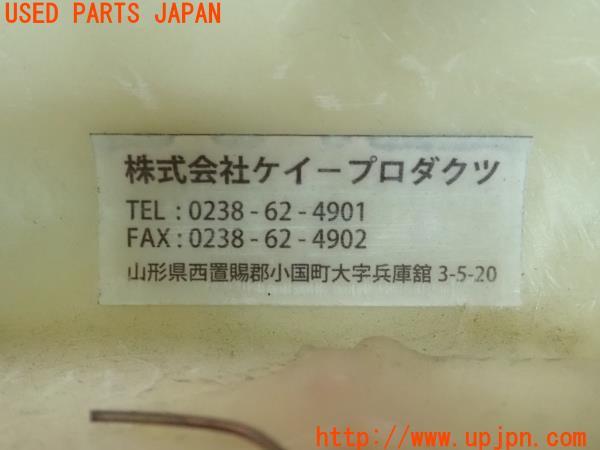 USED PARTS JAPAN
株式会社ケイープロダクツ
TEL : 0238 - 62 - 4901
FAX : 0238 - 62 - 4902
山形県西置賜郡小国町大字兵庫舘 3-5-20
http://www.upjpn.com